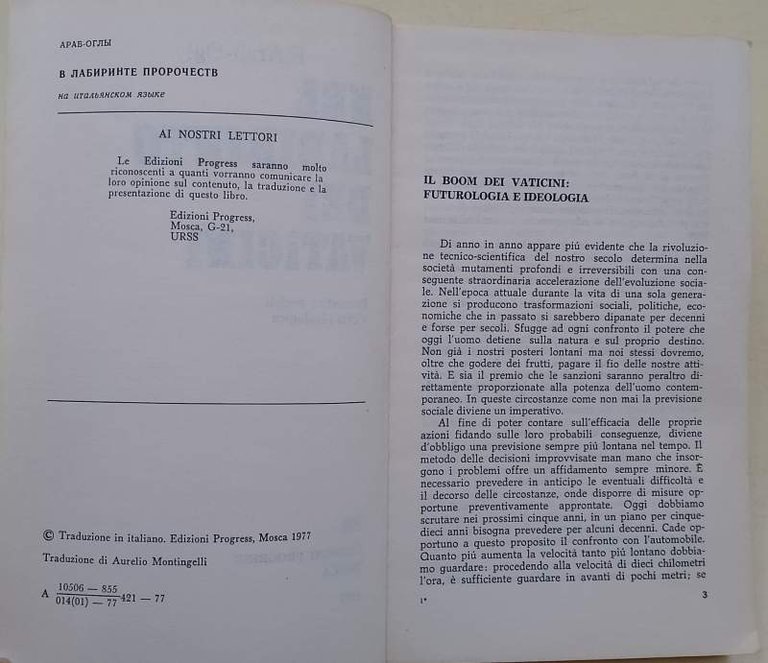 АРАБ-ОГЛЫ
В ЛАБИРИНТЕ ПРОРОЧЕСТВ
на итальянском языке
AI NOSTRI LETTORI
Le Edizioni Progress saranno molto
riconoscenti a quanti vorranno comunicare la
loro opinione sul contenuto, la traduzione e la
presentazione di questo libro.
Edizioni Progress,
Mosca, G-21,
URSS
© Traduzione in italiano. Edizioni Progress, Mosca 1977
Traduzione di Aurelio Montingelli
А 10506 — 855
014(01) — 77 421 — 77
IL BOOM DEI VATICINI:
FUTUROLOGIA E IDEOLOGIA
Di anno in anno appare piú evidente che la rivoluzio-
ne tecnico-scientifica del nostro secolo determina nella
società mutamenti profondi e irreversibili con una con-
seguente straordinaria accelerazione dell'evoluzione socia-
le. Nell'epoca attuale durante la vita di una sola genera-
zione si producono trasformazioni sociali, politiche, eco-
nomiche che in passato si sarebbero dipanate per decenni
e forse per secoli. Sfugge ad ogni confronto il potere che
oggi l'uomo detiene sulla natura e sul proprio destino.
Non già i nostri posteri lontani ma noi stessi dovremo,
oltre che godere dei frutti, pagare il fio delle nostre atti-
vità. E sia il premio che le sanzioni saranno peraltro di-
rettamente proporzionate alla potenza dell'uomo contem-
poraneo. In queste circostanze come non mai la previsione
sociale diviene un imperativo.
Al fine di poter contare sull'efficacia delle proprie
azioni fidando sulle loro probabili conseguenze, diviene
d'obbligo una previsione sempre piú lontana nel tempo. Il
metodo delle decisioni improvvisate man mano che insor-
gono i problemi offre un affidamento sempre minore. È
necessario prevedere in anticipo le eventuali difficoltà e
il decorso delle circostanze, onde disporre di misure op-
portune preventivamente approntate. Oggi dobbiamo
scrutare nei prossimi cinque anni, in un piano per cinque-
dieci anni bisogna prevedere per alcuni decenni. Cade op-
portuno a questo proposito il confronto con l'automobile.
Quanto piú aumenta la velocità tanto piú lontano dobbia-
mo guardare: procedendo alla velocità di dieci chilometri
l'ora, è sufficiente guardare in avanti di pochi metri; se
1*
3